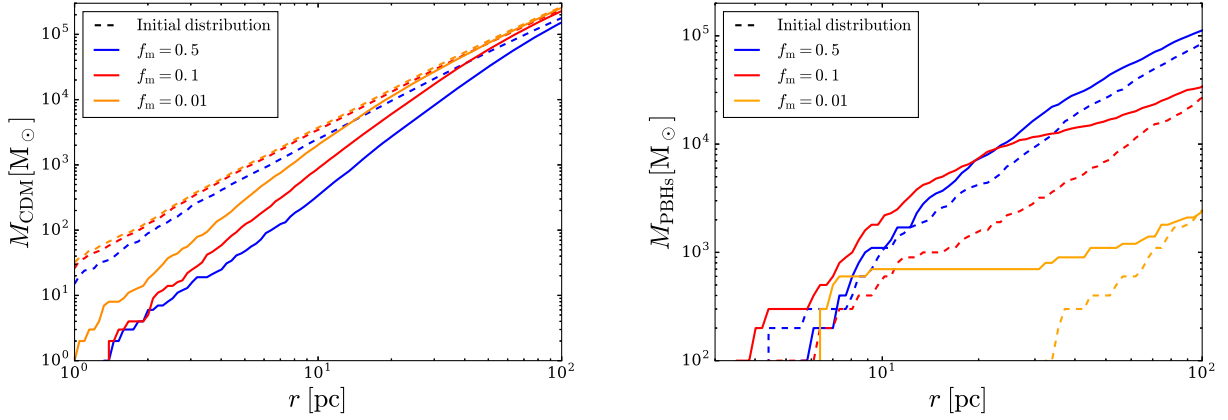 Initial distribution
f_m = 0.5
f_m = 0.1
f_m = 0.01
M_CDM [M_⊙]
10^5
10^4
10^3
10^2
10^1
10^0
10^0
10^1
10^2
r [pc]
Initial distribution
f_m = 0.5
f_m = 0.1
f_m = 0.01
M_PBHs [M_⊙]
10^5
10^4
10^3
10^2
10^1
10^2
r [pc]